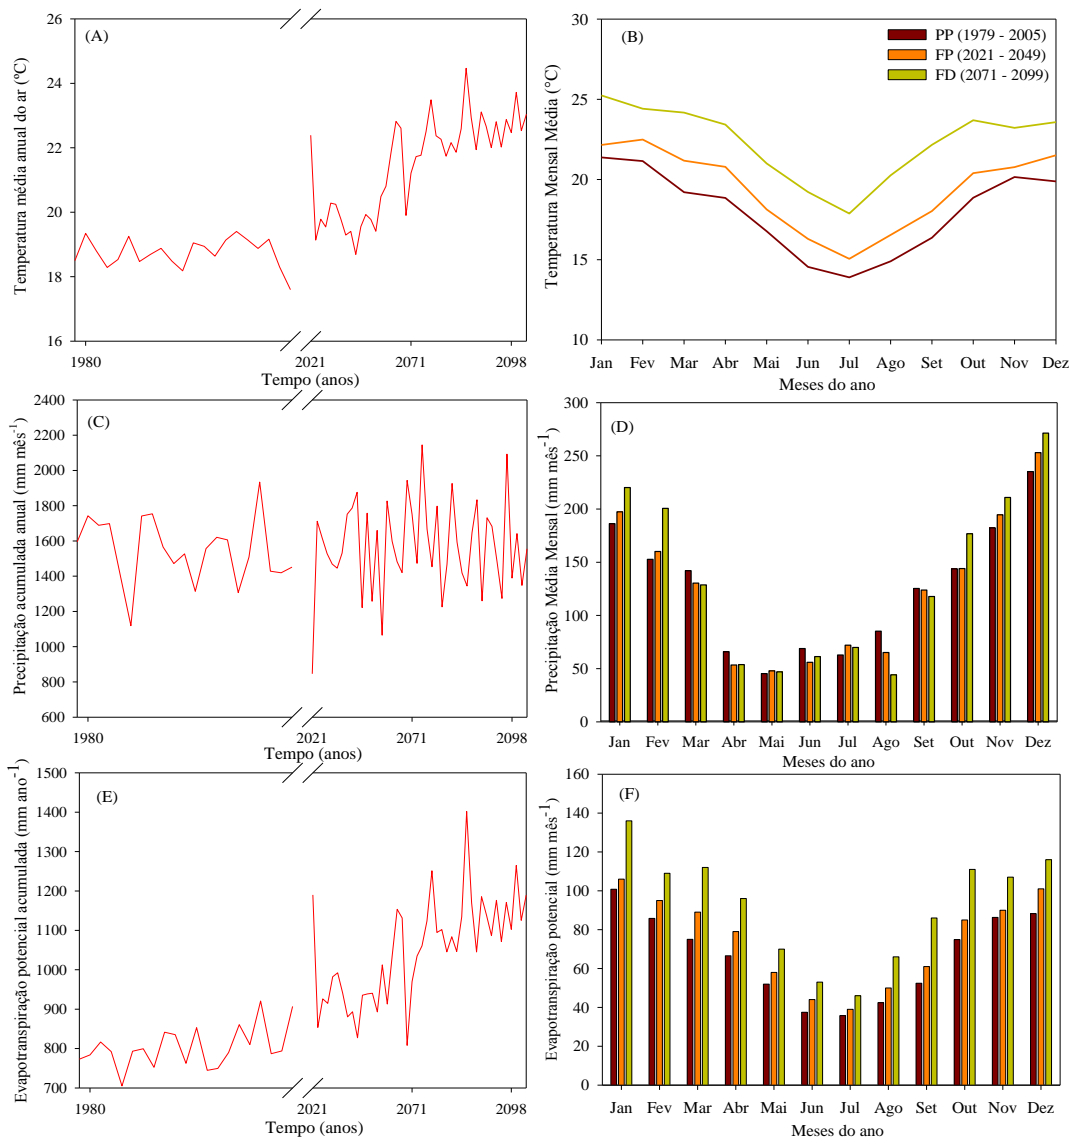 (A)
Temperatura média anual do ar (ºC)
26
24
22
20
18
16
1980
2021
2071
2098
Tempo (anos)
(B)
PP (1979 - 2005)
FP (2021 - 2049)
FD (2071 - 2099)
Temperatura Mensal Média (°C)
30
25
20
15
10
Jan Fev Mar Abr Mai Jun Jul Ago Set Out Nov Dez
Meses do ano
(C)
Precipitação acumulada anual (mm mês-1)
2400
2200
2000
1800
1600
1400
1200
1000
800
600
1980
2021
2071
2098
Tempo (anos)
(D)
Precipitação Média Mensal (mm mês-1)
300
250
200
150
100
50
0
Jan Fev Mar Abr Mai Jun Jul Ago Set Out Nov Dez
Meses do ano
(E)
Evapotranspiração potencial acumulada (mm ano-1)
1500
1400
1300
1200
1100
1000
900
800
700
1980
2021
2071
2098
Tempo (anos)
(F)
Evapotranspiração potencial (mm mês-1)
160
140
120
100
80
60
40
20
0
Jan Fev Mar Abr Mai Jun Jul Ago Set Out Nov Dez
Meses do ano